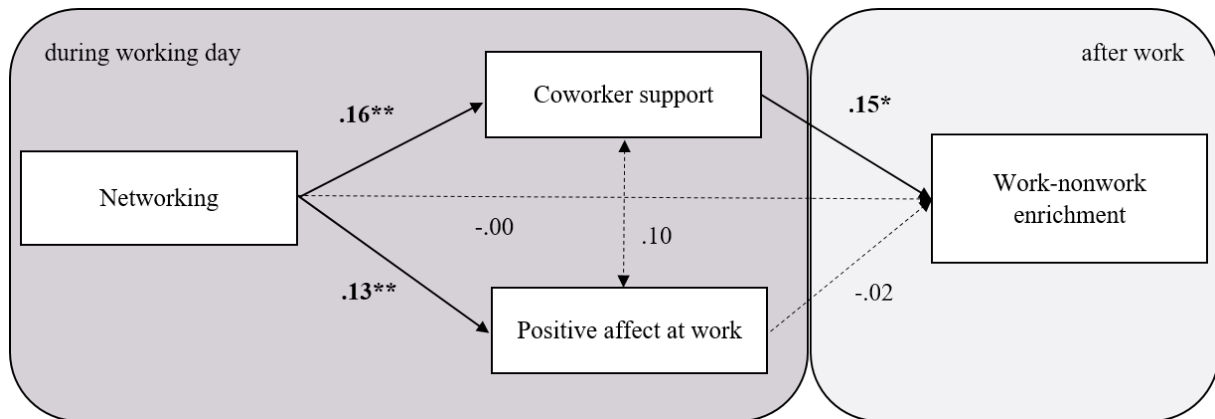 during working day
after work
Coworker support
.16**
.15*
Networking
Work-nonwork
enrichment
-.00
.10
.13**
-.02
Positive affect at work